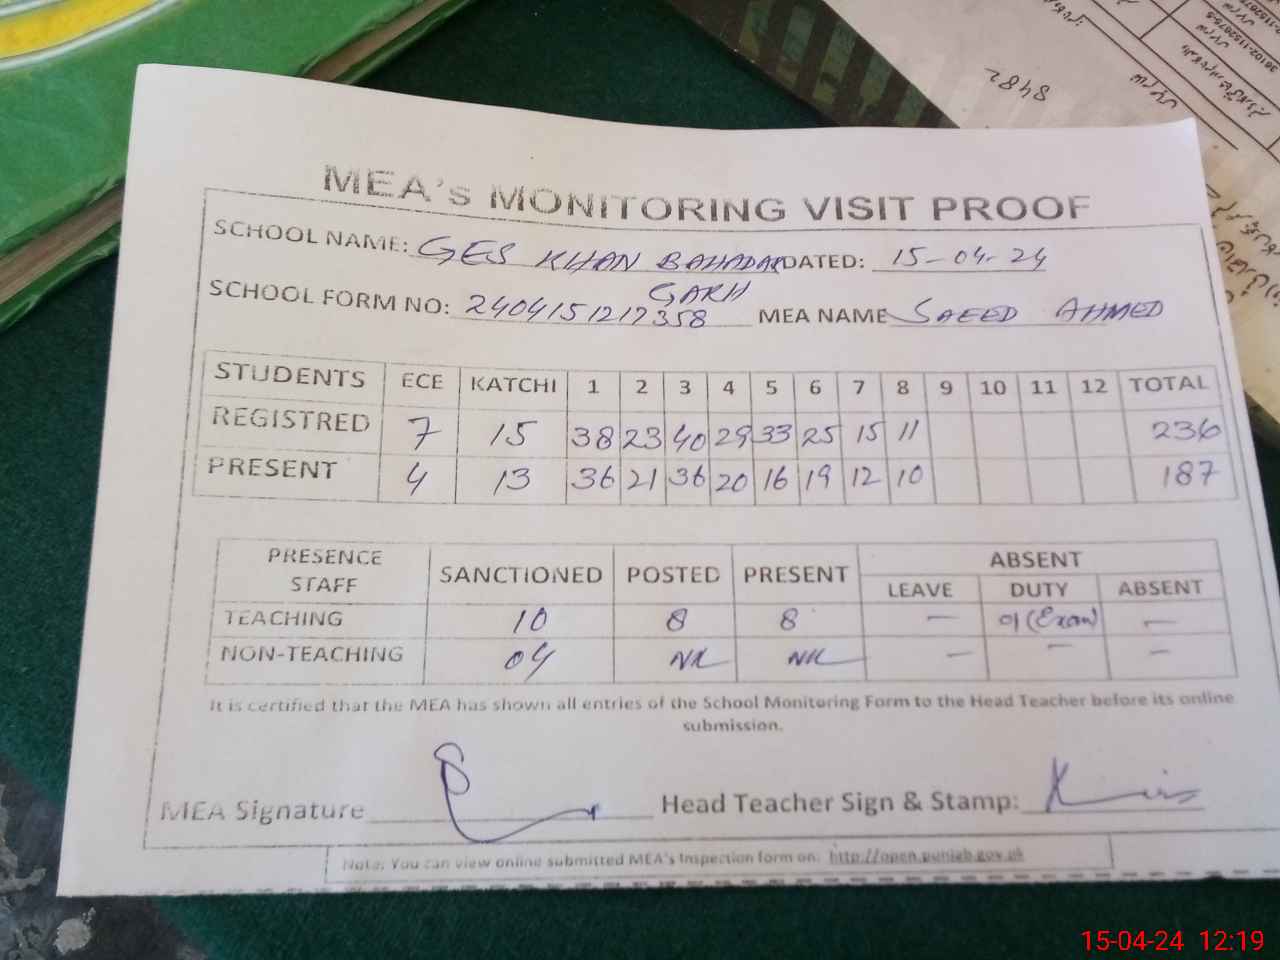 8482
MEA's MONITORING VISIT PROOF
SCHOOL NAME: GES KHAN BAHADAR GARH DATED: 15-04-24
SCHOOL FORM NO: 2404151217358 MEA NAME SAEED AHMED
STUDENTS ECE KATCHI 1 2 3 4 5 6 7 8 9 10 11 12 TOTAL
REGISTRED 7 15 38 23 40 29 33 25 15 11 236
PRESENT 4 13 36 21 36 20 16 19 12 10 187
PRESENCE STAFF SANCTIONED POSTED PRESENT ABSENT
LEAVE DUTY ABSENT
TEACHING 10 8 8 — 01(Exam) —
NON-TEACHING 04 NIL NIL — — —
It is certified that the MEA has shown all entries of the School Monitoring Form to the Head Teacher before its online
submission.
MEA Signature Head Teacher Sign & Stamp:
Note: You can view online submitted MEA's Inspection form on: http://open.punjab.gov.pk
15-04-24 12:19